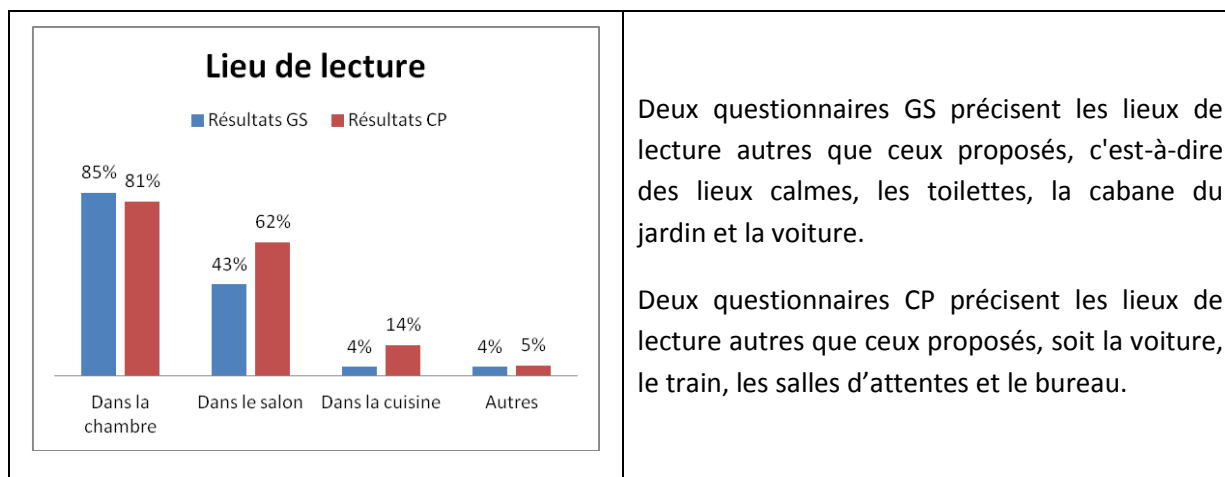 Lieu de lecture
Résultats GS Résultats CP
85% 81%
43% 62%
4% 14%
4% 5%
Dans la chambre
Dans le salon
Dans la cuisine
Autres
Deux questionnaires GS précisent les lieux de
lecture autres que ceux proposés, c'est-à-dire
des lieux calmes, les toilettes, la cabane du
jardin et la voiture.
Deux questionnaires CP précisent les lieux de
lecture autres que ceux proposés, soit la voiture,
le train, les salles d’attentes et le bureau.